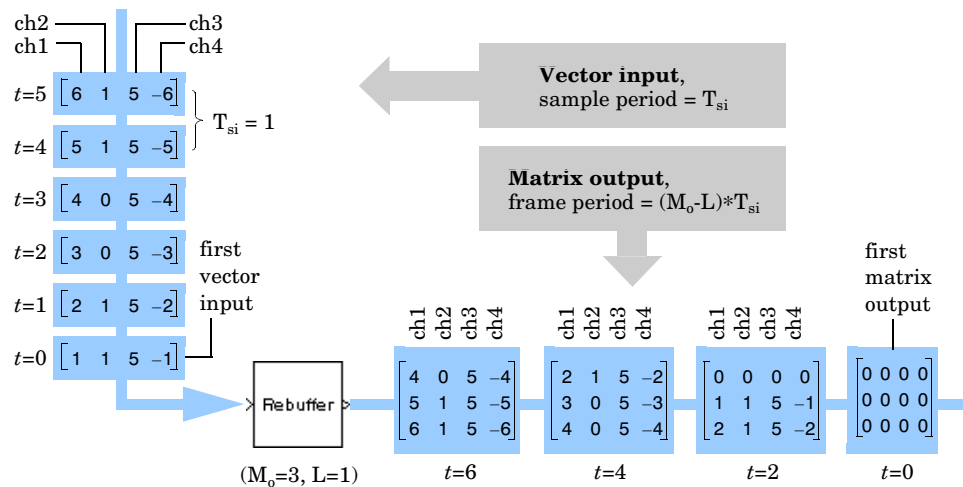 ch2
ch3
ch1
ch4
t=5 [6 1 5 −6]
t=4 [5 1 5 −5]
T_si = 1
t=3 [4 0 5 −4]
t=2 [3 0 5 −3]
t=1 [2 1 5 −2]
t=0 [1 1 5 −1]
first
vector
input
Vector input,
sample period = T_si
Matrix output,
frame period = (M_o-L)*T_si
first
matrix
output
Rebuffer
(M_o=3, L=1)
ch1 ch2 ch3 ch4
4 0 5 −4
5 1 5 −5
6 1 5 −6
t=6
ch1 ch2 ch3 ch4
2 1 5 −2
3 0 5 −3
4 0 5 −4
t=4
ch1 ch2 ch3 ch4
0 0 0 0
1 1 5 −1
2 1 5 −2
t=2
0 0 0 0
0 0 0 0
0 0 0 0
t=0